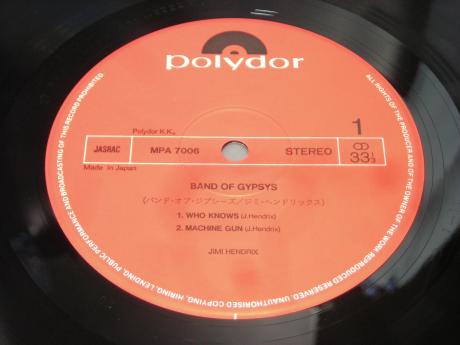 polydor
Polydor K.K.
1
JASRAC
MPA 7006
STEREO
33⅓
Made in Japan
BAND OF GYPSYS
(バンド・オブ・ジプシーズ/ジミ・ヘンドリックス)
1. WHO KNOWS (J.Hendrix)
2. MACHINE GUN (J.Hendrix)
JIMI HENDRIX
ALL RIGHTS OF THE PRODUCER AND OF THE OWNER OF THE WORK REPRODUCED RESERVED. UNAUTHORISED COPYING, HIRING, LENDING, PUBLIC PERFORMANCE AND BROADCASTING OF THIS RECORD PROHIBITED.